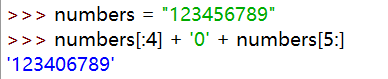 >>> numbers = "123456789"
>>> numbers[:4] + '0' + numbers[5:]
'123406789'